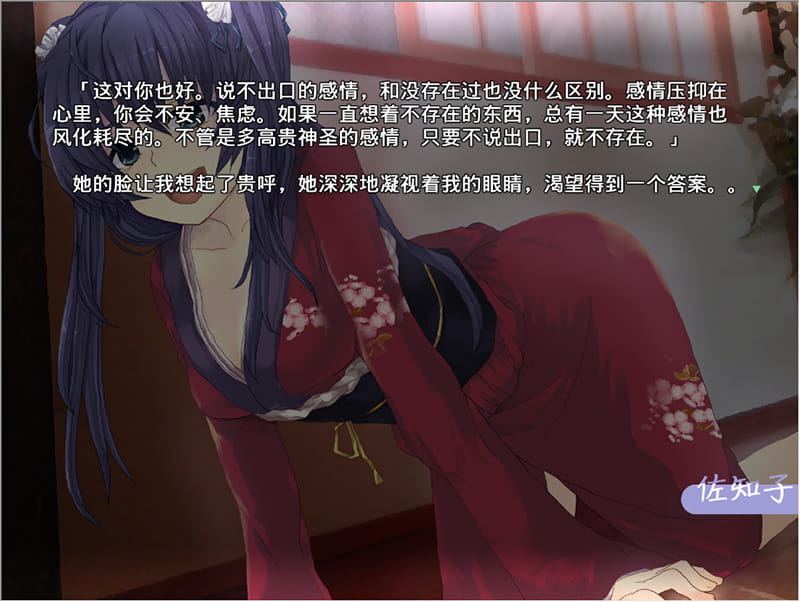 「这对你也好。说不出口的感情，和没存在过也没什么区别。感情压抑在
心里，你会不安、焦虑。如果一直想着不存在的东西，总有一天这种感情也
风化耗尽的。不管是多高贵神圣的感情，只要不说出口，就不存在。」
她的脸让我想起了贵呼，她深深地凝视着我的眼睛，渴望得到一个答案。。
佐知子